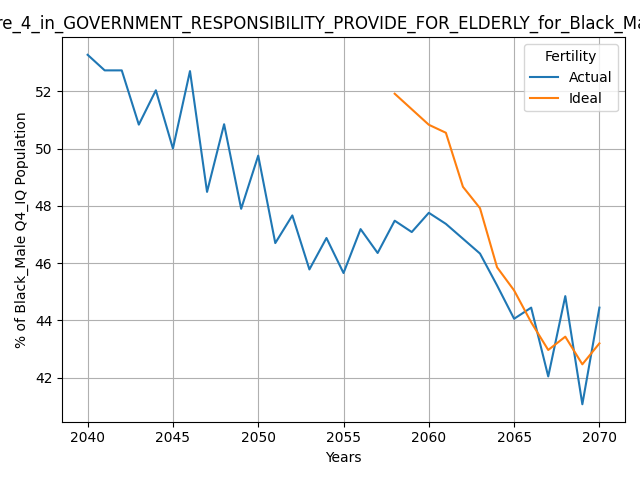 re_4_in_GOVERNMENT_RESPONSIBILITY_PROVIDE_FOR_ELDERLY_for_Black_Ma
Fertility
Actual
Ideal
% of Black_Male Q4_IQ Population
52
50
48
46
44
42
2040 2045 2050 2055 2060 2065 2070
Years